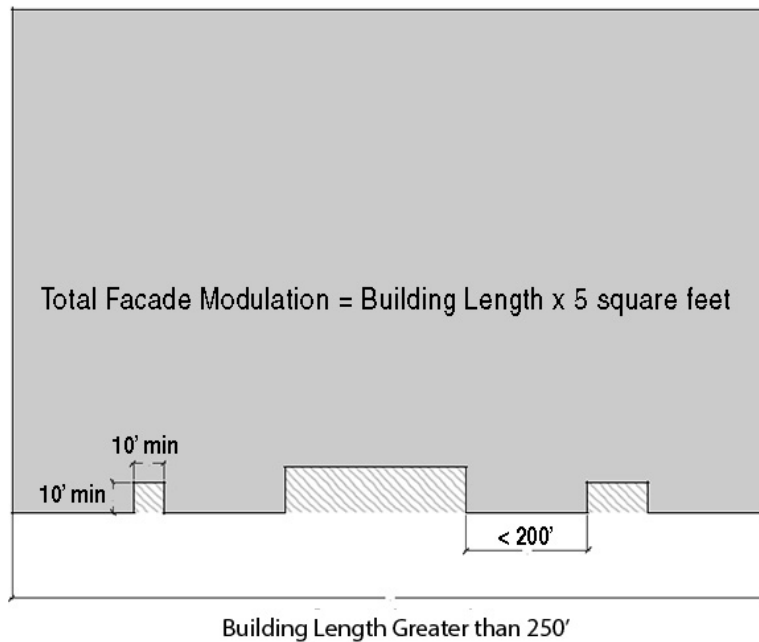 Total Facade Modulation = Building Length x 5 square feet
10' min
10' min
< 200'
Building Length Greater than 250'